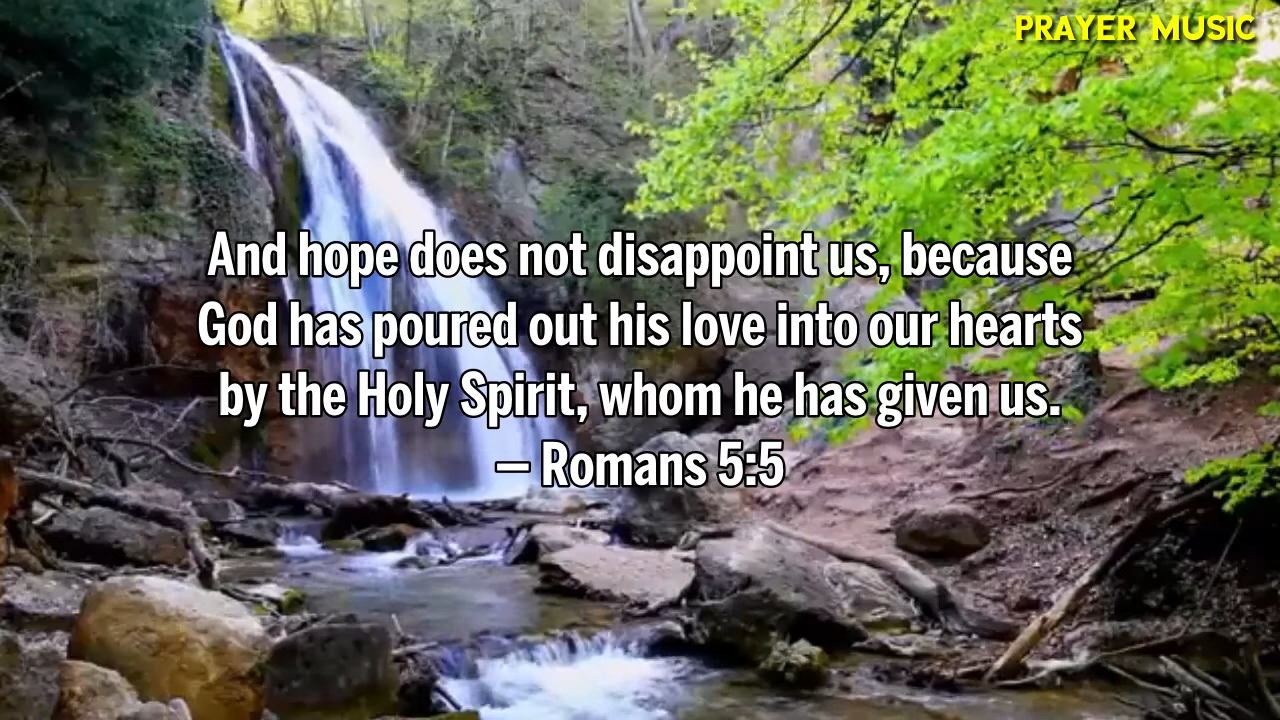 PRAYER MUSIC
And hope does not disappoint us, because
God has poured out his love into our hearts
by the Holy Spirit, whom he has given us.
– Romans 5:5